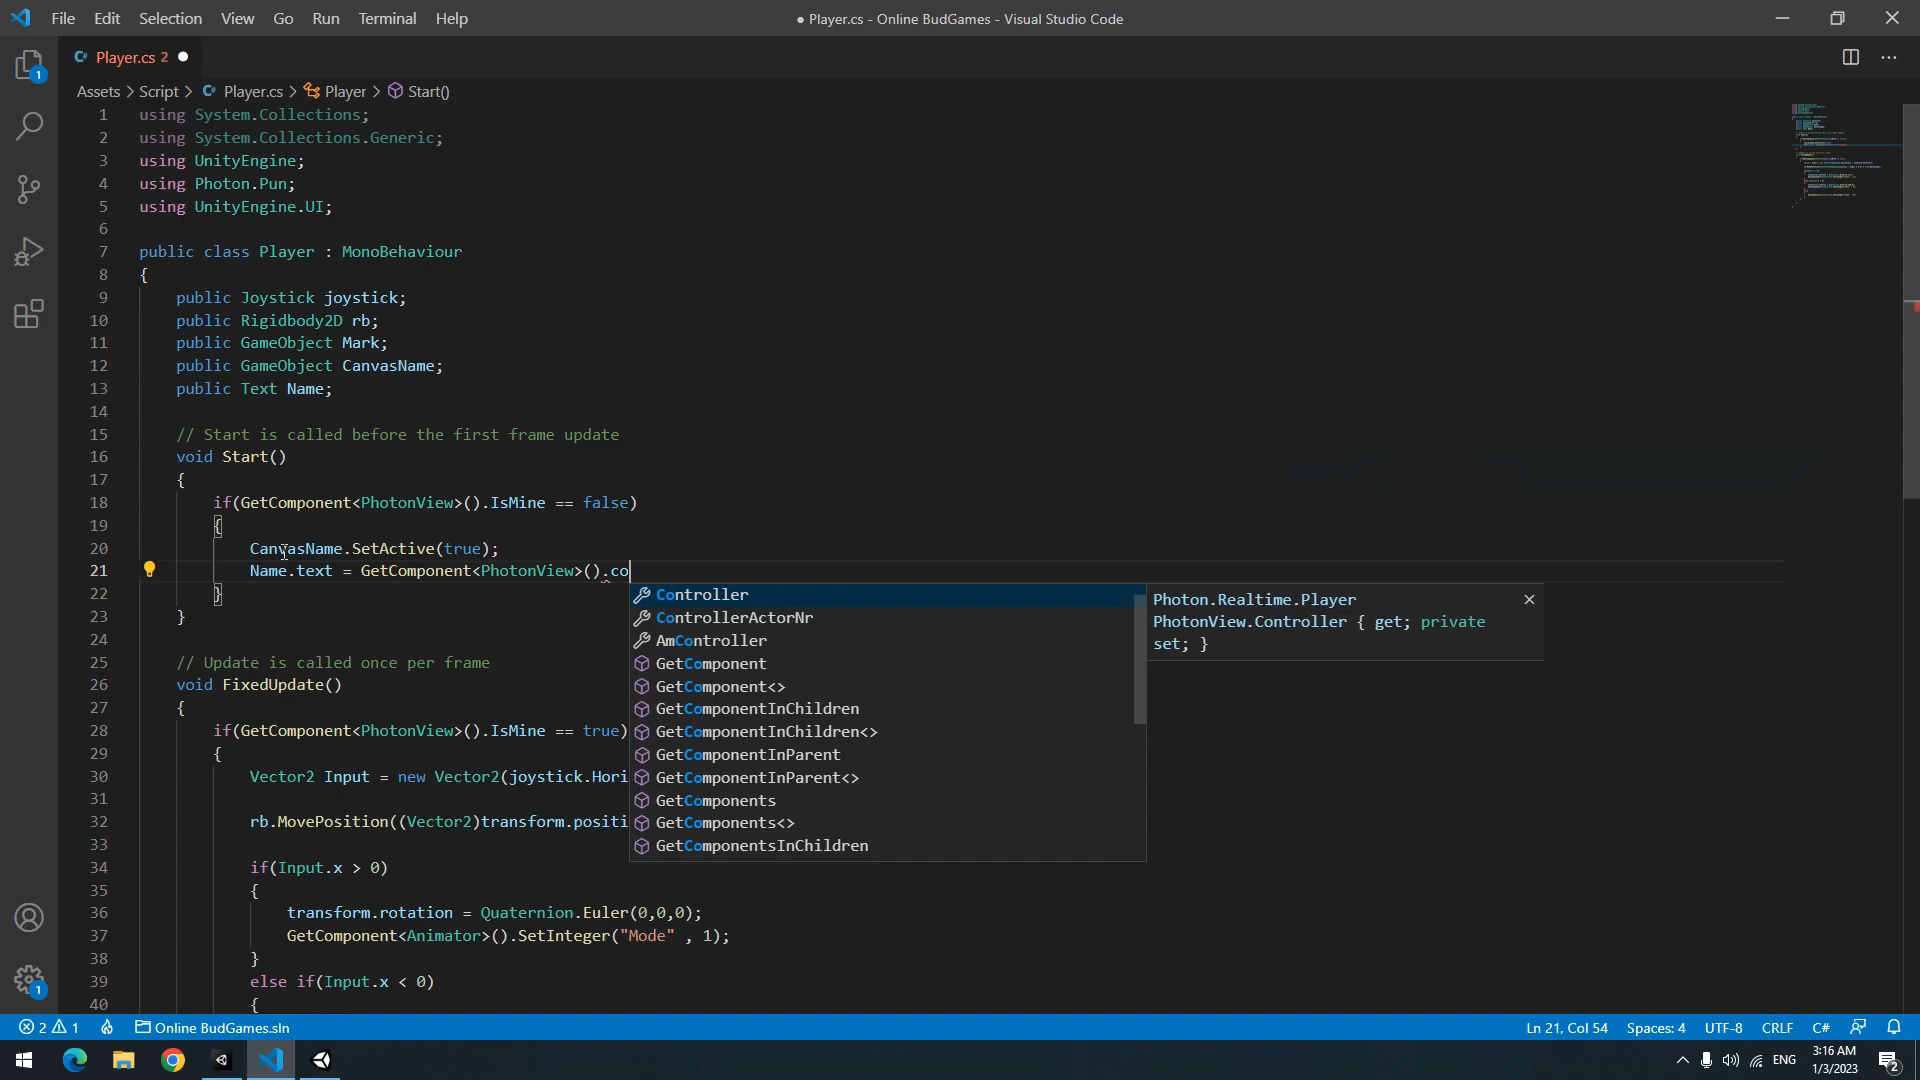 File Edit Selection View Go Run Terminal Help
● Player.cs - Online BudGames - Visual Studio Code
Player.cs 2
Assets > Script > Player.cs > Player > Start()
1 using System.Collections;
2 using System.Collections.Generic;
3 using UnityEngine;
4 using Photon.Pun;
5 using UnityEngine.UI;
6
7 public class Player : MonoBehaviour
8 {
9 public Joystick joystick;
10 public Rigidbody2D rb;
11 public GameObject Mark;
12 public GameObject CanvasName;
13 public Text Name;
14
15 // Start is called before the first frame update
16 void Start()
17 {
18 if(GetComponent<PhotonView>().IsMine == false)
19 {
20 CanvasName.SetActive(true);
21 Name.text = GetComponent<PhotonView>().co
22 }
23 }
24
25 // Update is called once per frame
26 void FixedUpdate()
27 {
28 if(GetComponent<PhotonView>().IsMine == true)
29 {
30 Vector2 Input = new Vector2(joystick.Hori
31
32 rb.MovePosition((Vector2)transform.positi
33
34 if(Input.x > 0)
35 {
36 transform.rotation = Quaternion.Euler(0,0,0);
37 GetComponent<Animator>().SetInteger("Mode" , 1);
38 }
39 else if(Input.x < 0)
40 {
Controller
ControllerActorNr
AmController
GetComponent
GetComponent<>
GetComponentInChildren
GetComponentInChildren<>
GetComponentInParent
GetComponentInParent<>
GetComponents
GetComponents<>
GetComponentsInChildren
Photon.Realtime.Player
PhotonView.Controller { get; private
set; }
1
1
2 1 Online BudGames.sln
Ln 21, Col 54 Spaces: 4 UTF-8 CRLF C#
ENG
3:16 AM
1/3/2023
2